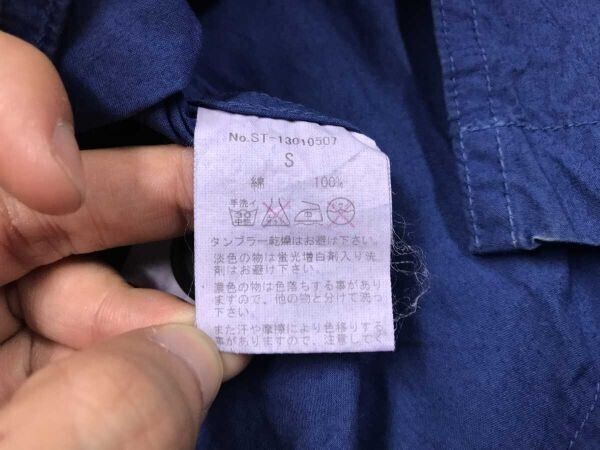 No.ST-13010507
S
綿 100%
手洗イ
中性
タンブラー乾燥はお避け下さい。
淡色の物は蛍光増白剤入り洗
剤はお避け下さい。
濃色の物は色落ちする事があり
ますので、他の物と分けて洗っ
下さい。
また汗や摩擦により色移りする
事がありますので、注意してく